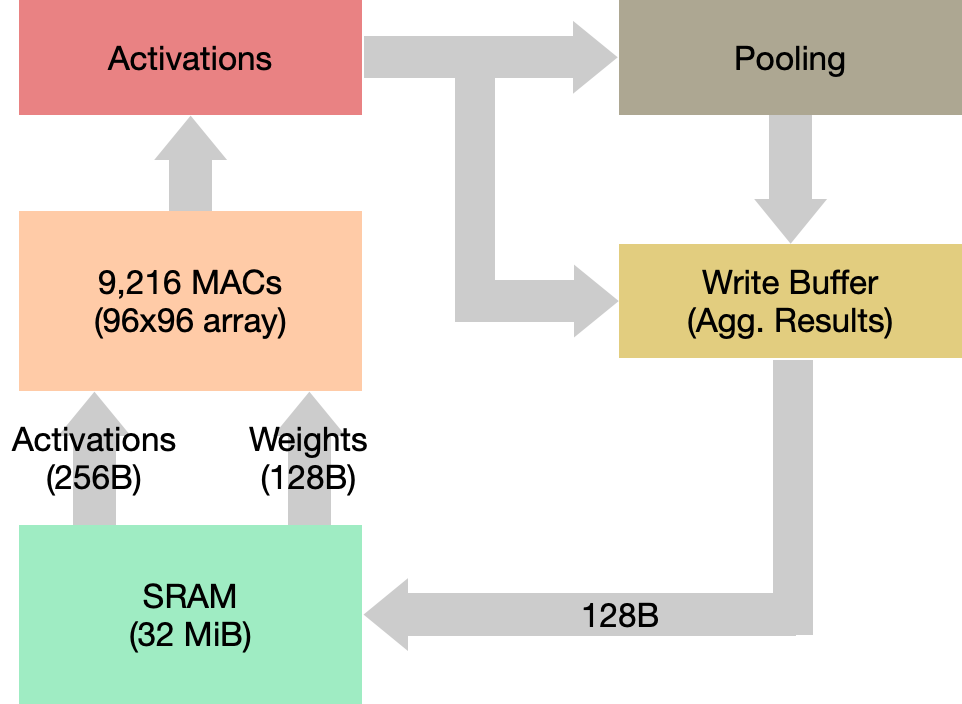 Activations
Pooling
9,216 MACs
(96x96 array)
Write Buffer
(Agg. Results)
Activations
(256B)
Weights
(128B)
SRAM
(32 MiB)
128B